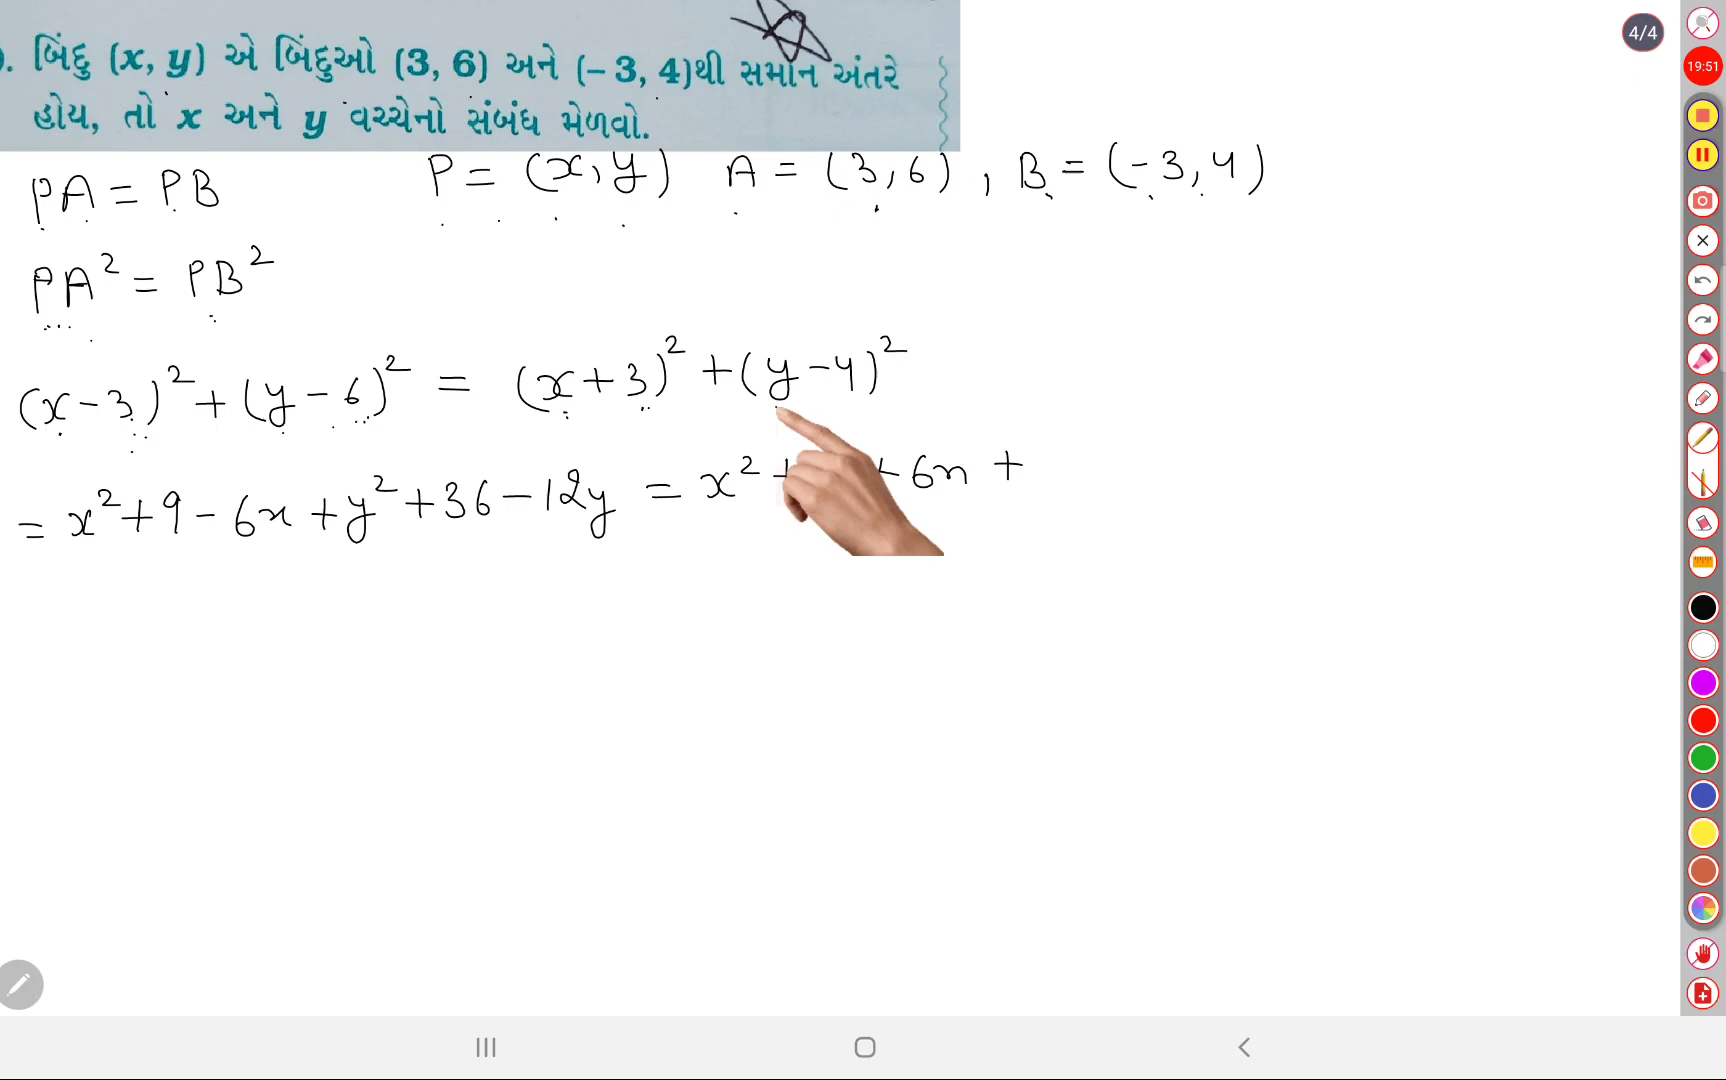 4/4
19:51
. બિંદુ (x, y) એ બિંદુઓ (3, 6) અને (– 3, 4)થી સમાન અંતરે
હોય, તો x અને y વચ્ચેનો સંબંધ મેળવો.
PA = PB P = (x, y) A = (3, 6) , B = (-3, 4)
PA² = PB²
(x-3)² + (y-6)² = (x+3)² + (y-4)²
= x² + 9 - 6x + y² + 36 - 12y = x² + + 6x +